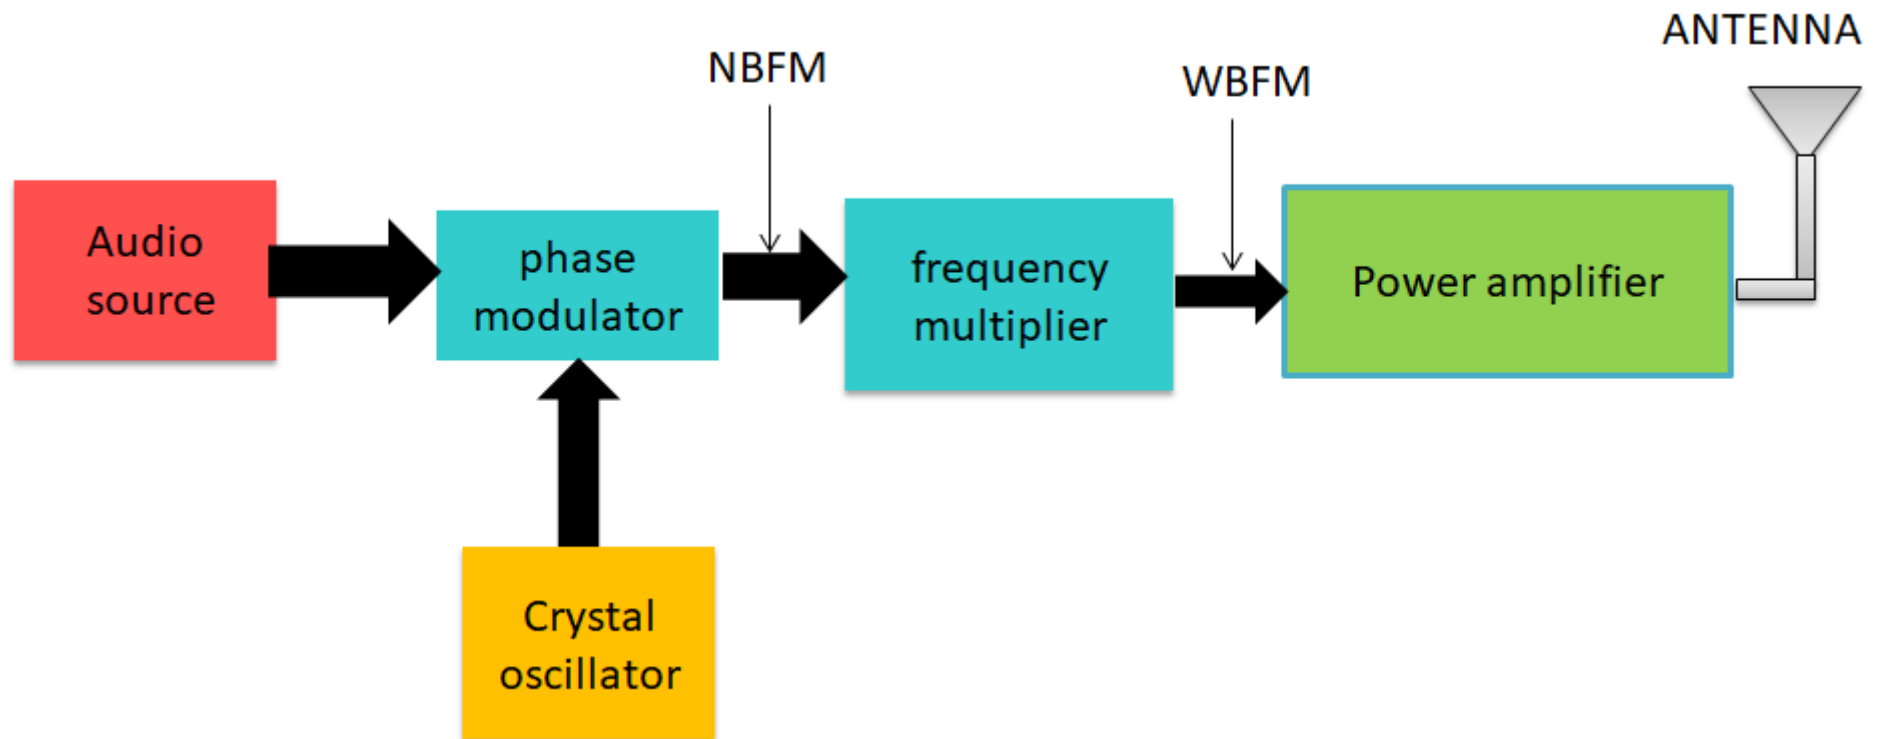 ANTENNA
NBFM
WBFM
Audio
source
phase
modulator
frequency
multiplier
Power amplifier
Crystal
oscillator